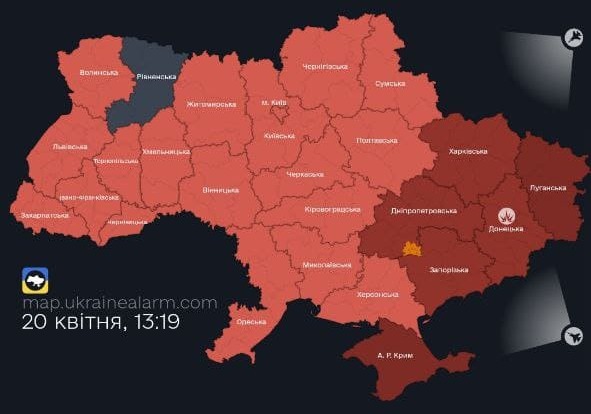 Волинська
Рівненська
Чернігівська
Сумська
Житомирська
м. Київ
Київська
Полтавська
Харківська
Львівська
Тернопільська
Хмельницька
Луганська
Черкаська
Вінницька
Івано-Франківська
Кіровоградська
Дніпропетровська
Донецька
Закарпатська
Чернівецька
Миколаївська
Запорізька
Херсонська
Одеська
А. Р. Крим
map.ukrainealarm.com
20 квітня, 13:19